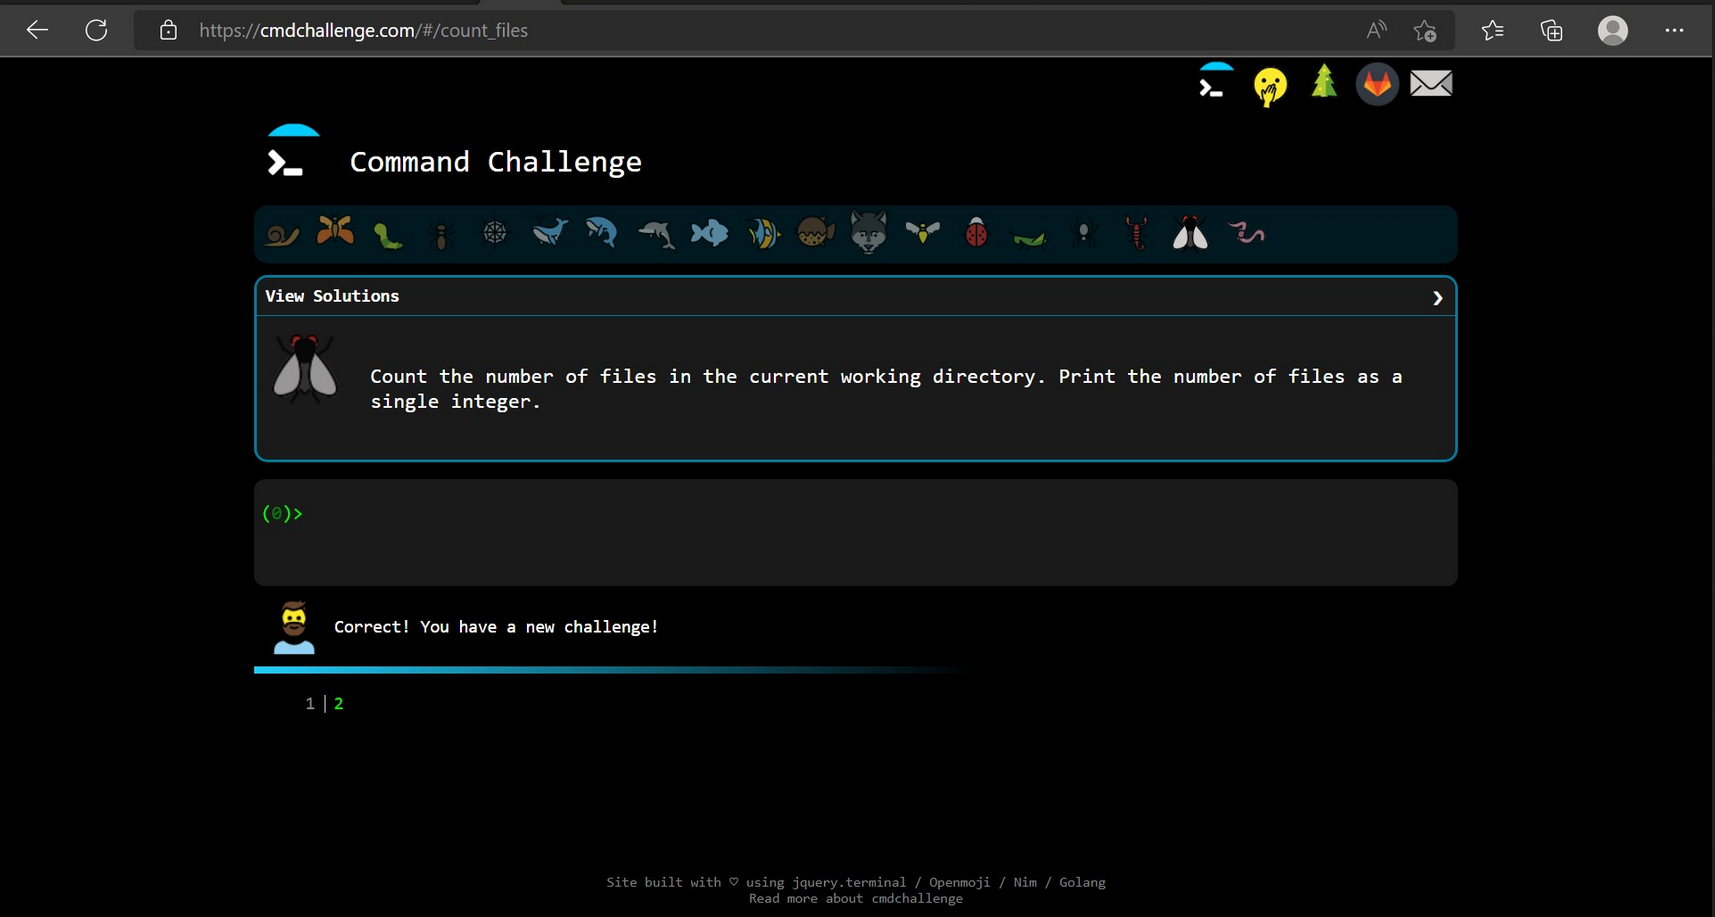 https://cmdchallenge.com/#/count_files
Command Challenge
View Solutions
Count the number of files in the current working directory. Print the number of files as a
single integer.
(0)>
Correct! You have a new challenge!
1|2
Site built with ♡ using jquery.terminal / Openmoji / Nim / Golang
Read more about cmdchallenge